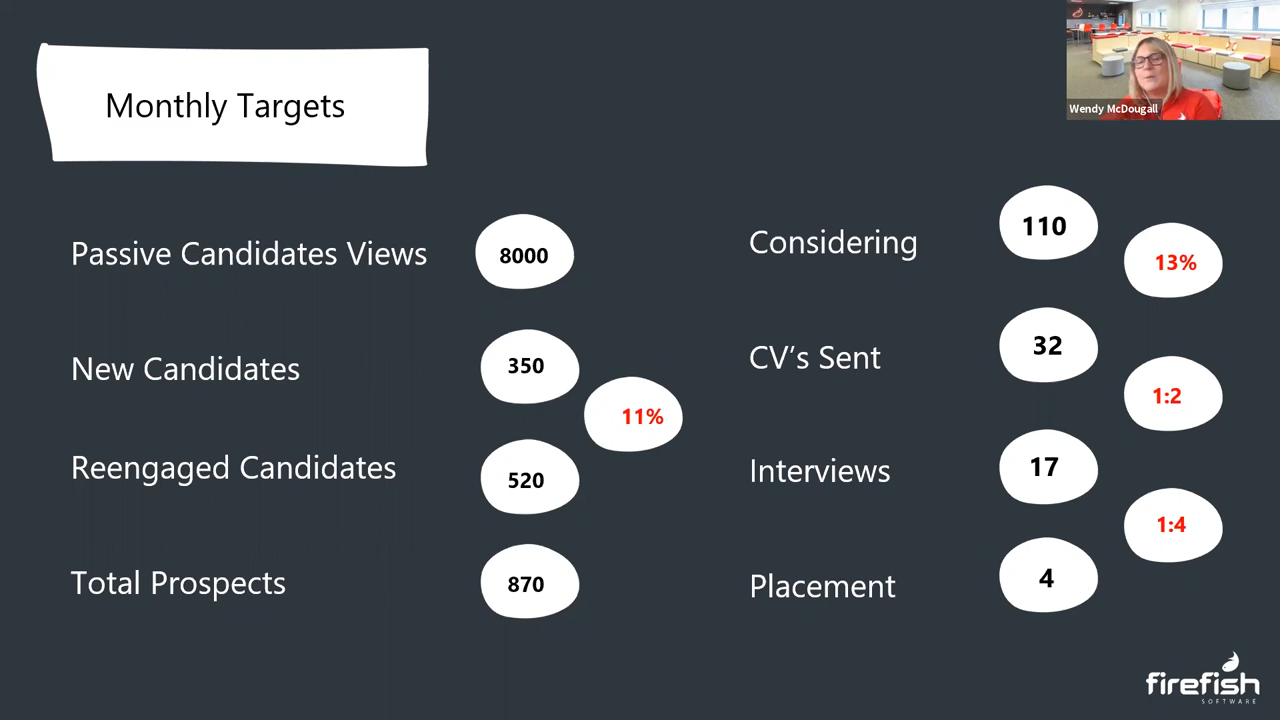 Monthly Targets
Wendy McDougall
Passive Candidates Views
8000
New Candidates
350
11%
Reengaged Candidates
520
Total Prospects
870
Considering
110
13%
CV’s Sent
32
1:2
Interviews
17
1:4
Placement
4
firefish
SOFTWARE